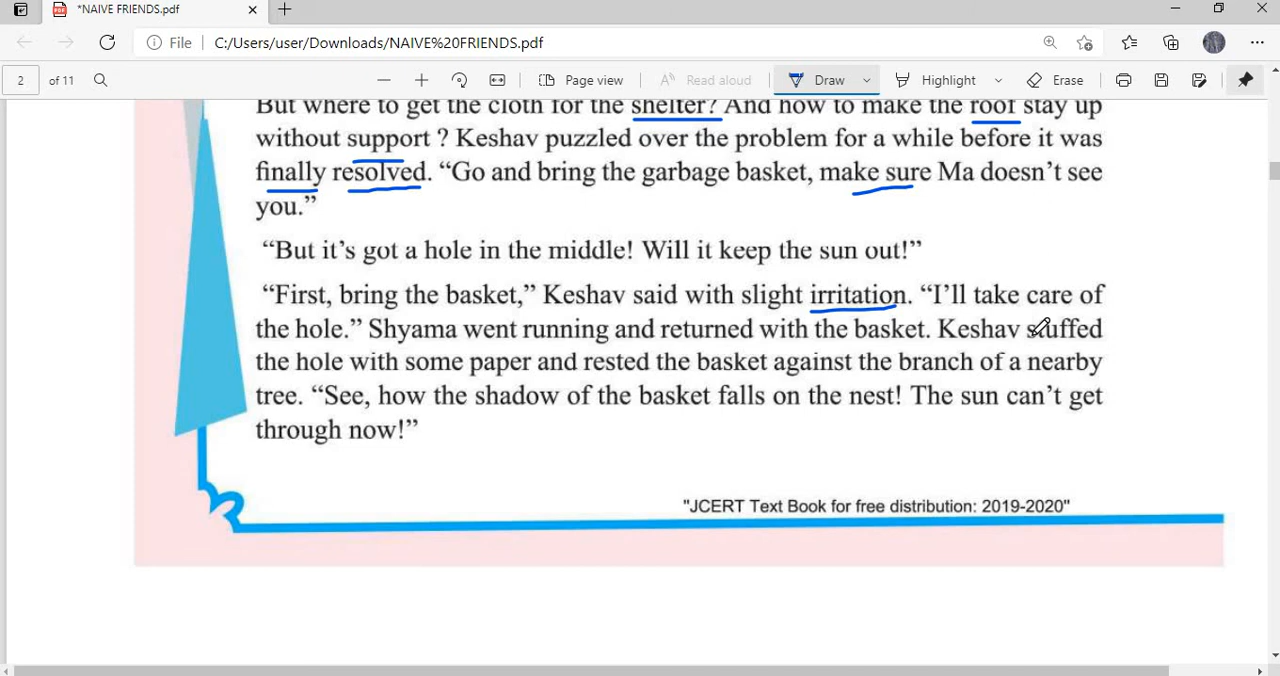 *NAIVE FRIENDS.pdf
File C:/Users/user/Downloads/NAIVE%20FRIENDS.pdf
2 of 11 Page view Read aloud Draw Highlight Erase
But where to get the cloth for the shelter? And how to make the roof stay up
without support ? Keshav puzzled over the problem for a while before it was
finally resolved. “Go and bring the garbage basket, make sure Ma doesn’t see
you.”
“But it’s got a hole in the middle! Will it keep the sun out!”
“First, bring the basket,” Keshav said with slight irritation. “I’ll take care of
the hole.” Shyama went running and returned with the basket. Keshav stuffed
the hole with some paper and rested the basket against the branch of a nearby
tree. “See, how the shadow of the basket falls on the nest! The sun can’t get
through now!”
"JCERT Text Book for free distribution: 2019-2020"